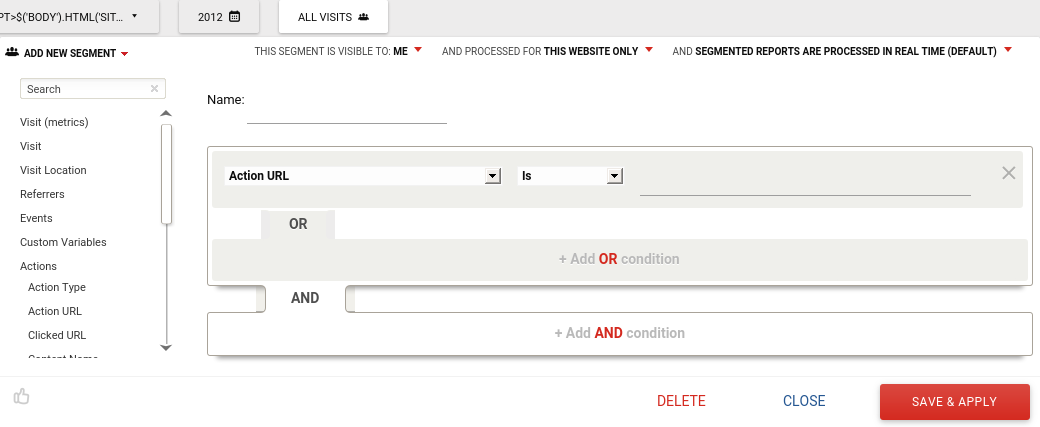 PT>$('BODY').HTML('SIT...
2012
ALL VISITS
ADD NEW SEGMENT
THIS SEGMENT IS VISIBLE TO: ME
AND PROCESSED FOR THIS WEBSITE ONLY
AND SEGMENTED REPORTS ARE PROCESSED IN REAL TIME (DEFAULT)
Search
Name:
Visit (metrics)
Visit
Visit Location
Referrers
Events
Custom Variables
Actions
Action Type
Action URL
Clicked URL
Content Name
Action URL
Is
OR
+ Add OR condition
AND
+ Add AND condition
DELETE
CLOSE
SAVE & APPLY